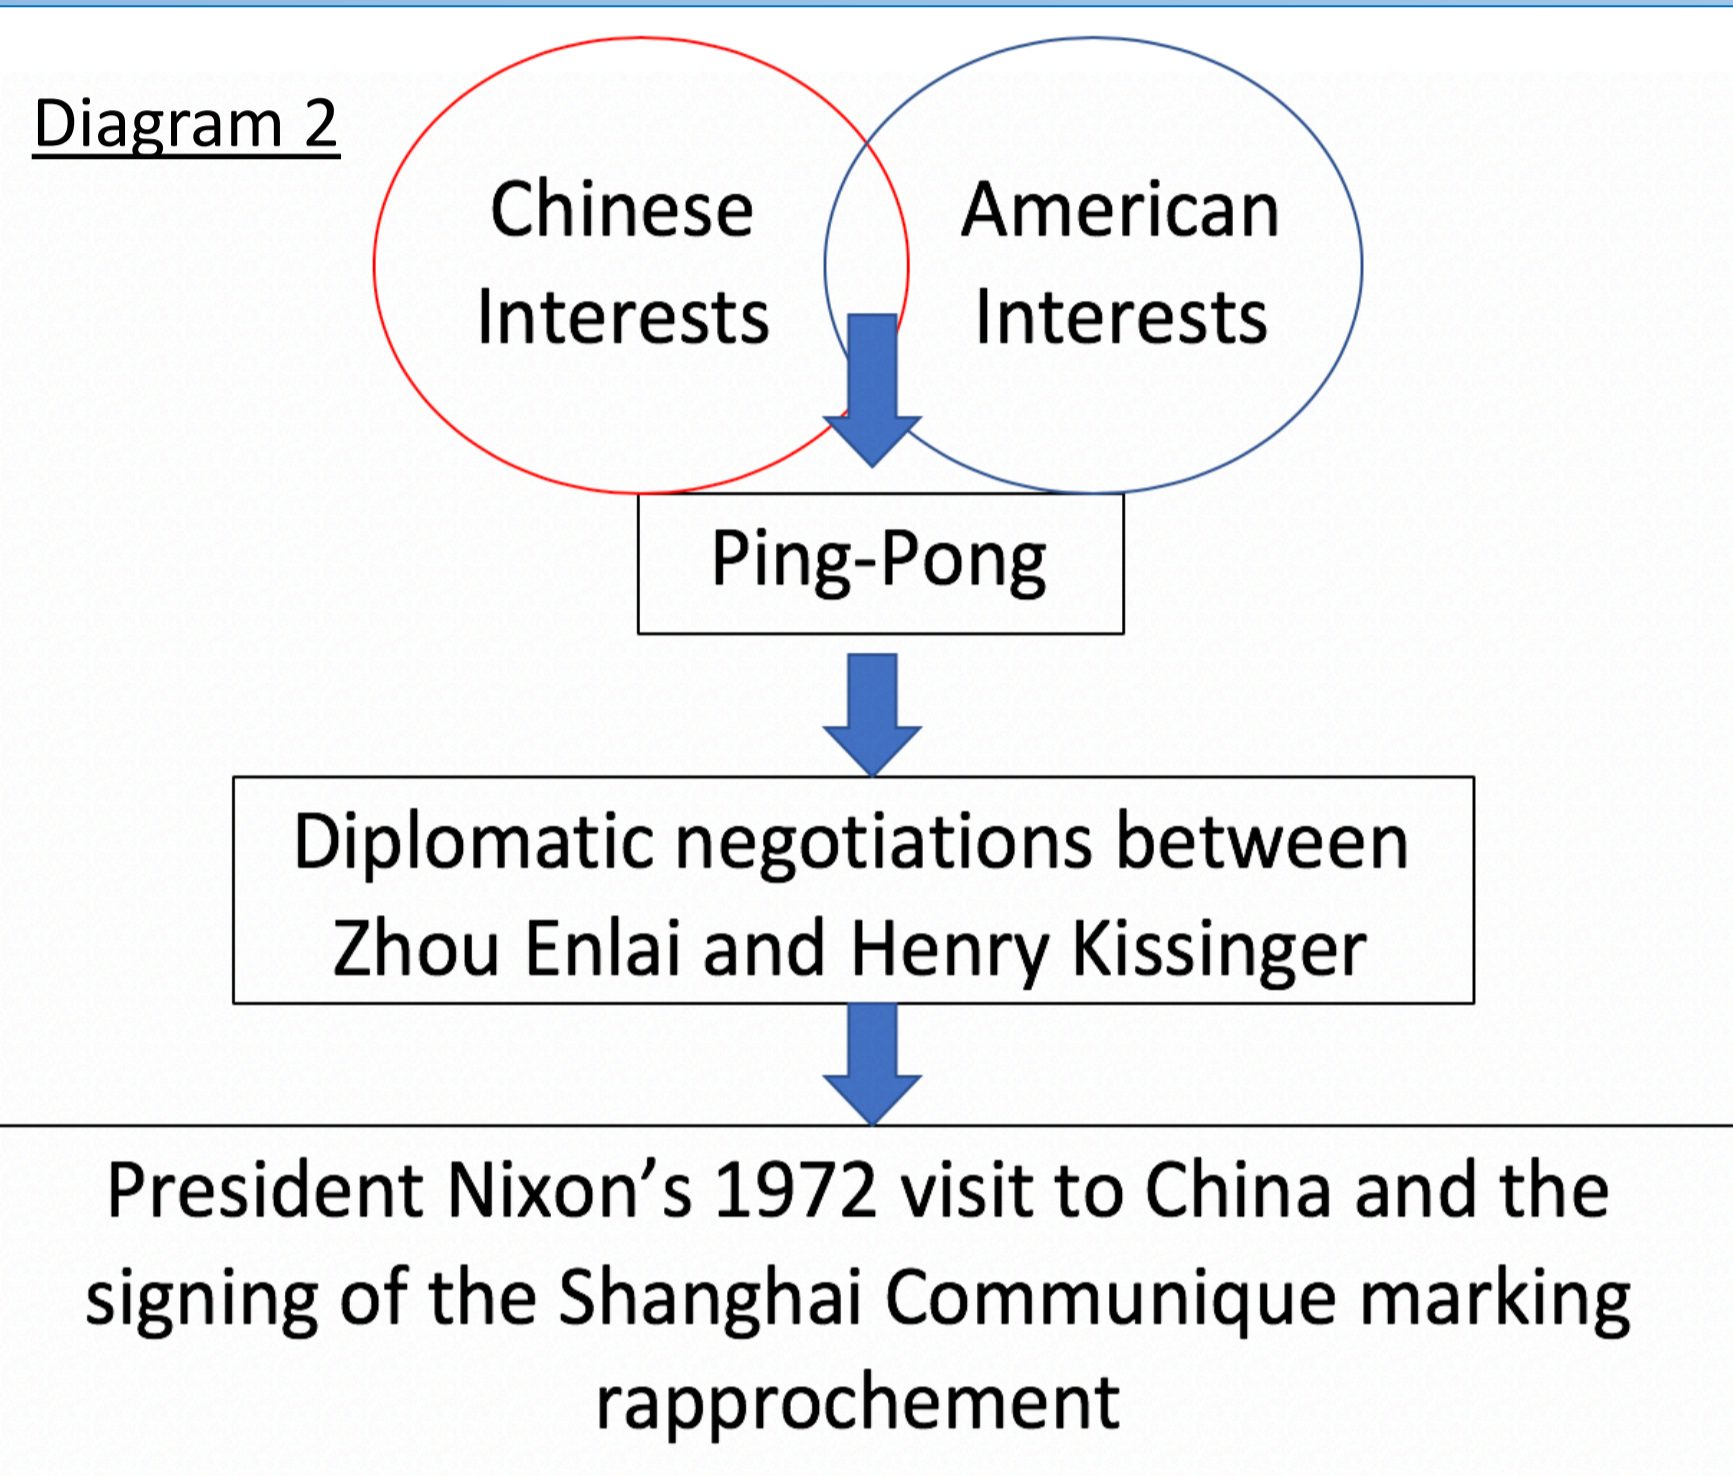 Diagram 2
Chinese
Interests
American
Interests
Ping-Pong
Diplomatic negotiations between
Zhou Enlai and Henry Kissinger
President Nixon’s 1972 visit to China and the
signing of the Shanghai Communique marking
rapprochement